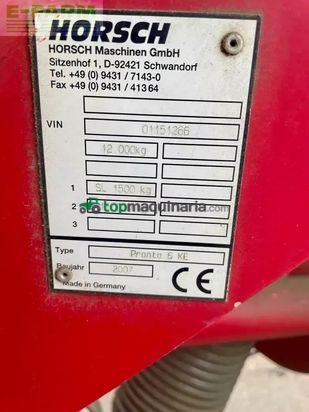 E-FARM
HORSCH
HORSCH Maschinen GmbH
Sitzenhof 1, D-92421 Schwandorf
Tel. +49 (0) 9431 / 7143-0
Fax +49 (0) 9431 / 41364
VIN 01151266
12.000kg
1 SL 1500 kg
2
topmaquinaria.com
3
Type Pronto 6 KE
Baujahr 2007
Made in Germany CE